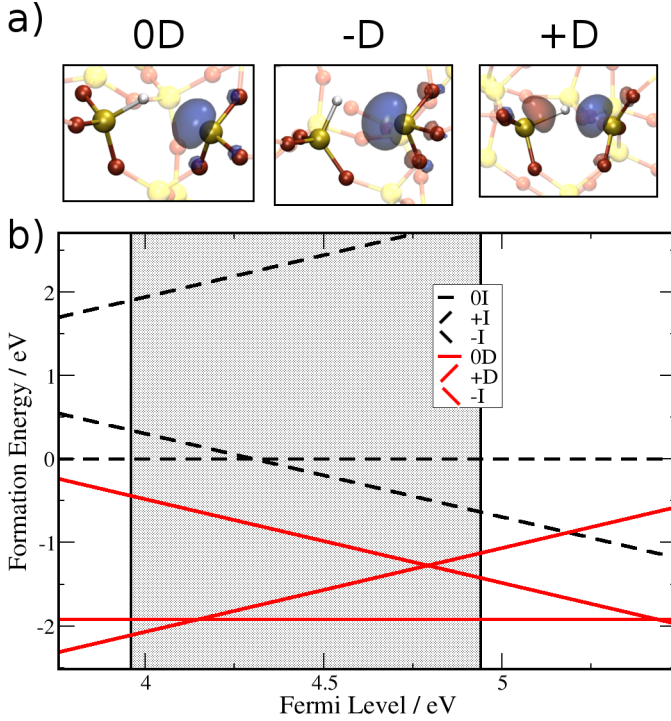 a)
0D
-D
+D
b)
Formation Energy / eV
2
1
0
-1
-2
0I
+I
-I
0D
+D
-I
4
4.5
5
Fermi Level / eV